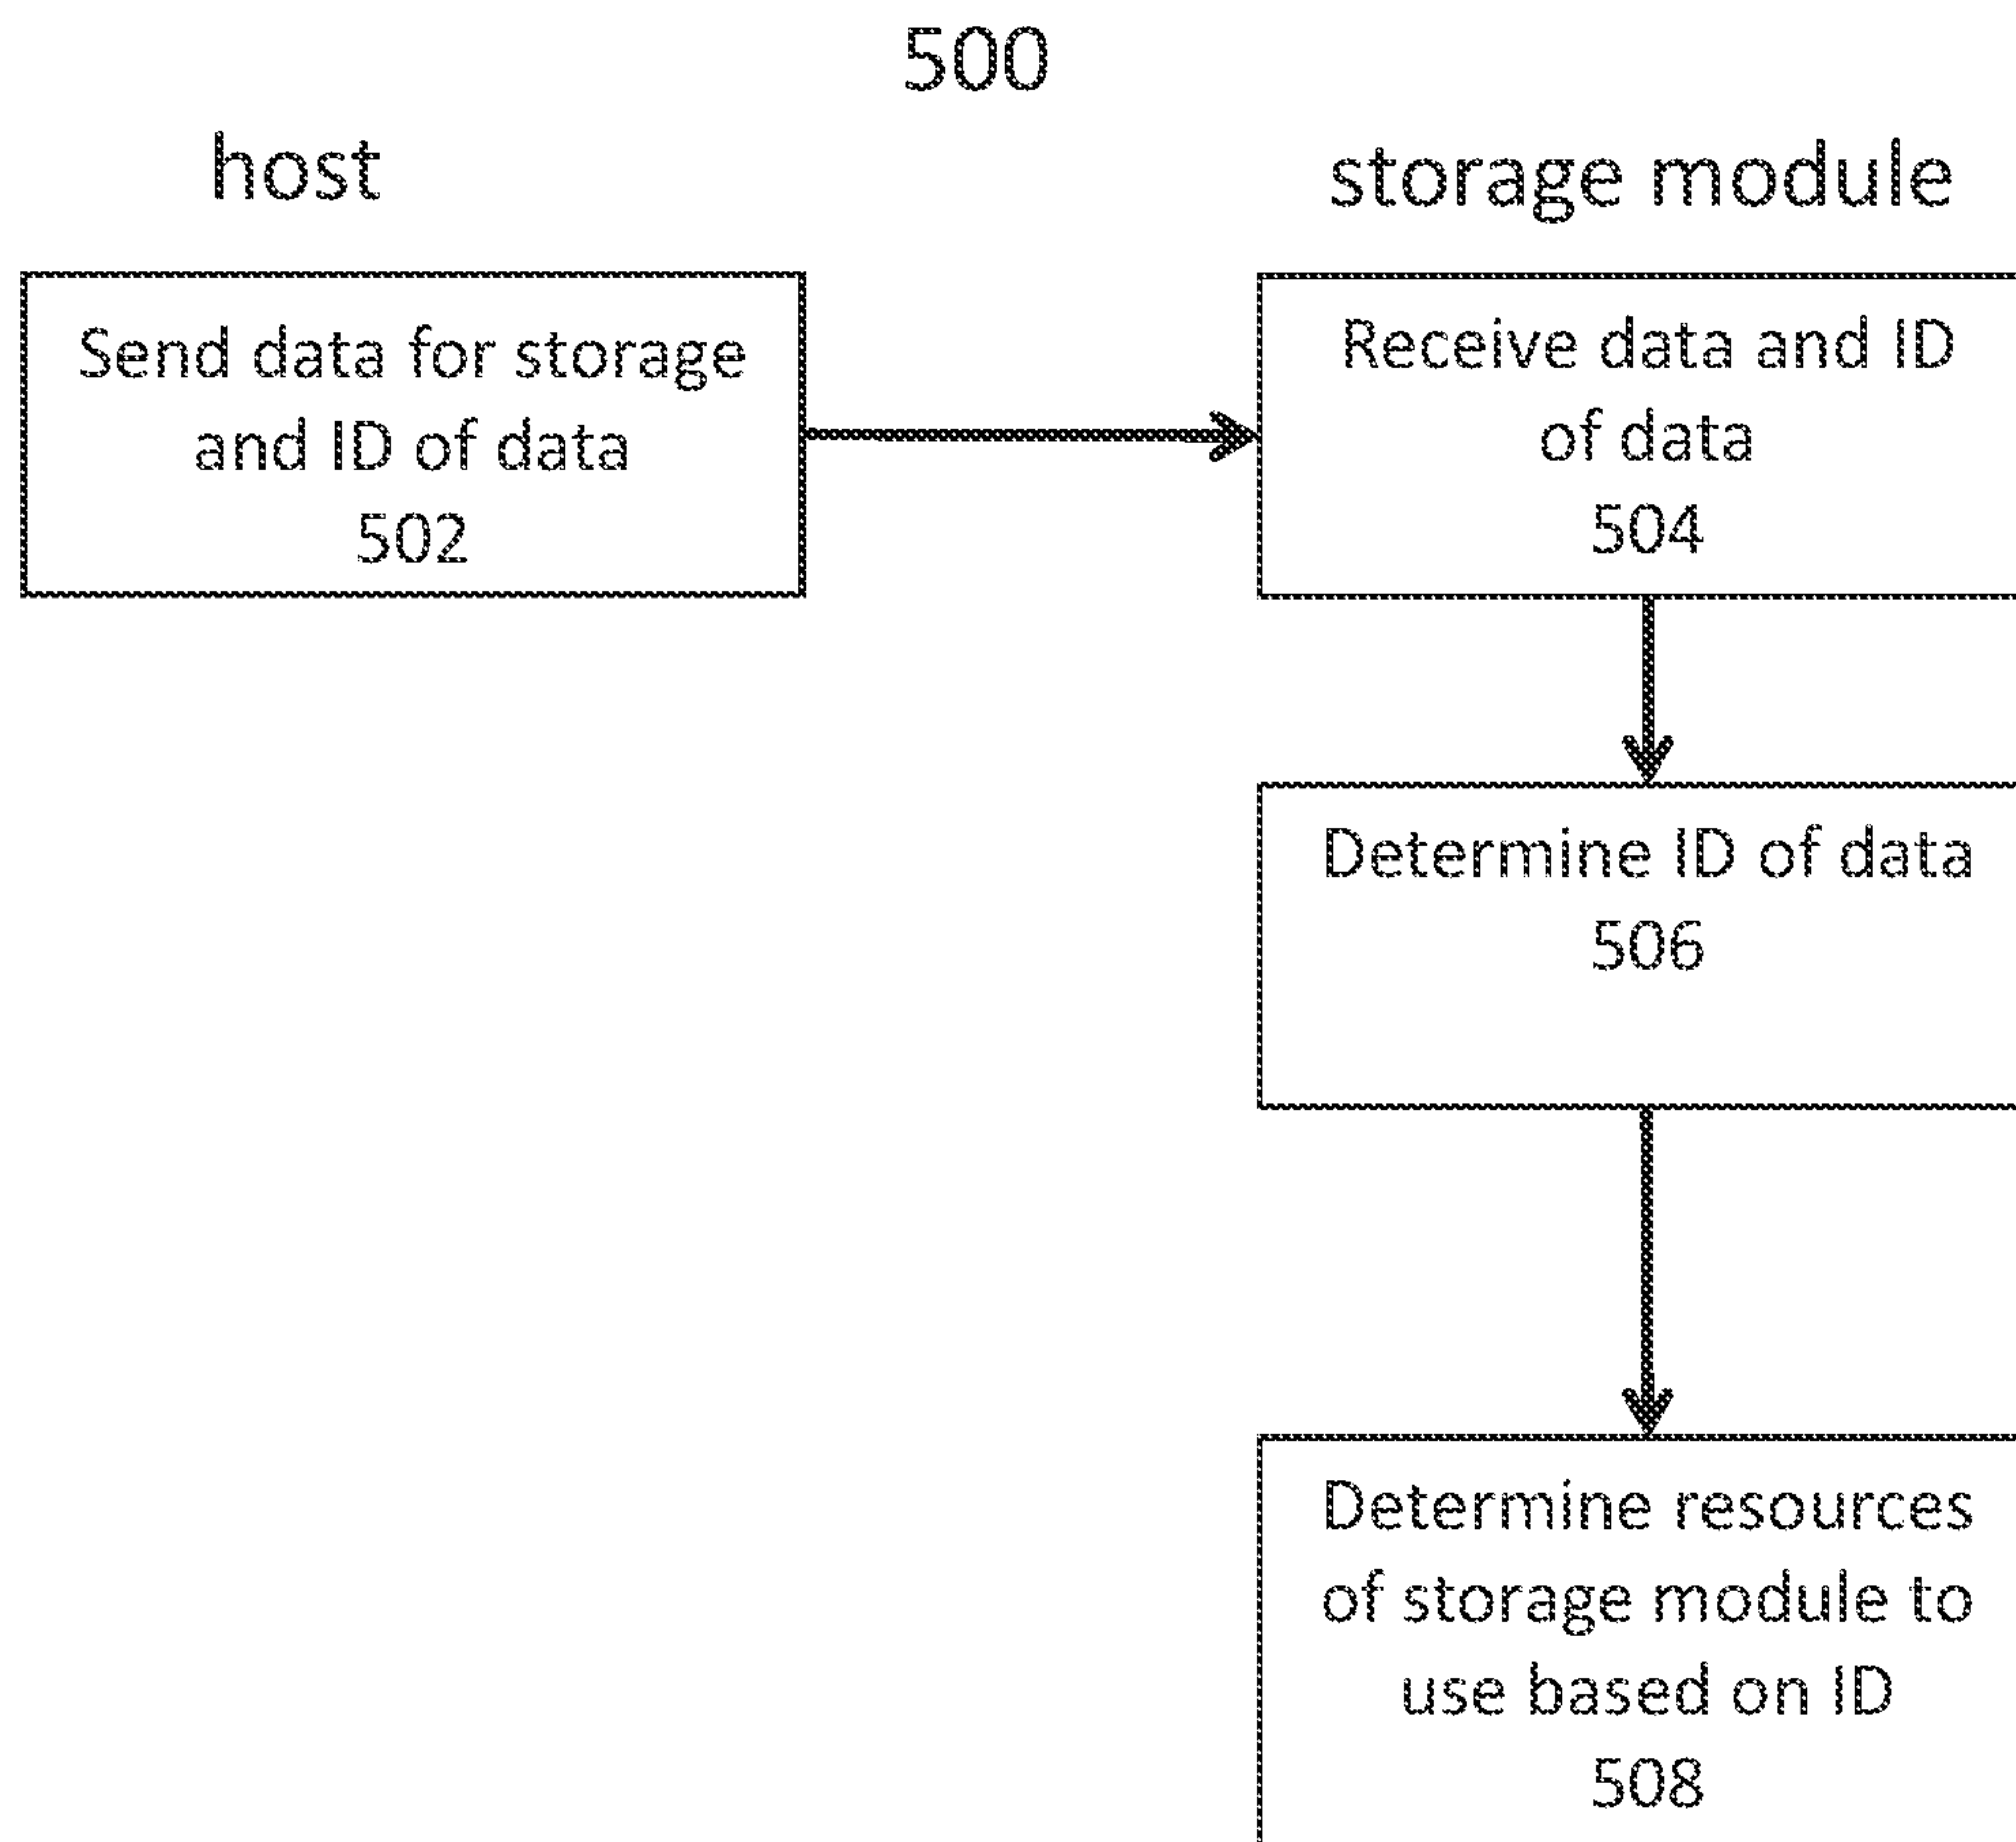 500
host
storage module
Send data for storage
and ID of data
502
Receive data and ID
of data
504
Determine ID of data
506
Determine resources
of storage module to
use based on ID
508